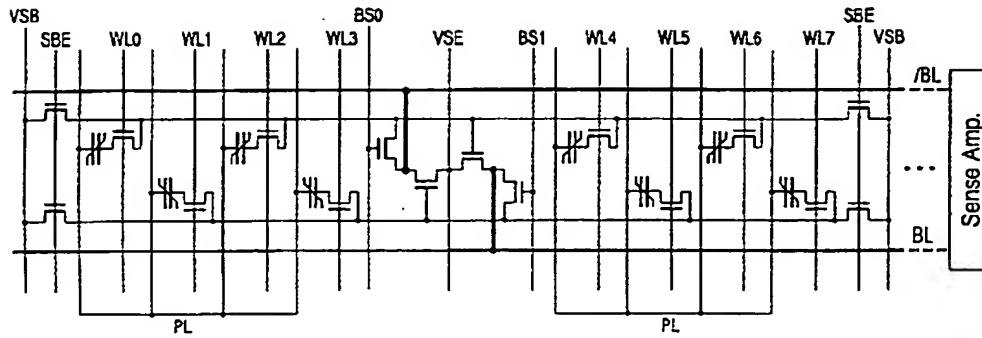 VSB BS0 SBE
SBE WL0 WL1 WL2 WL3 VSE BS1 WL4 WL5 WL6 WL7 VSB
/BL
Sense Amp.
BL
PL PL